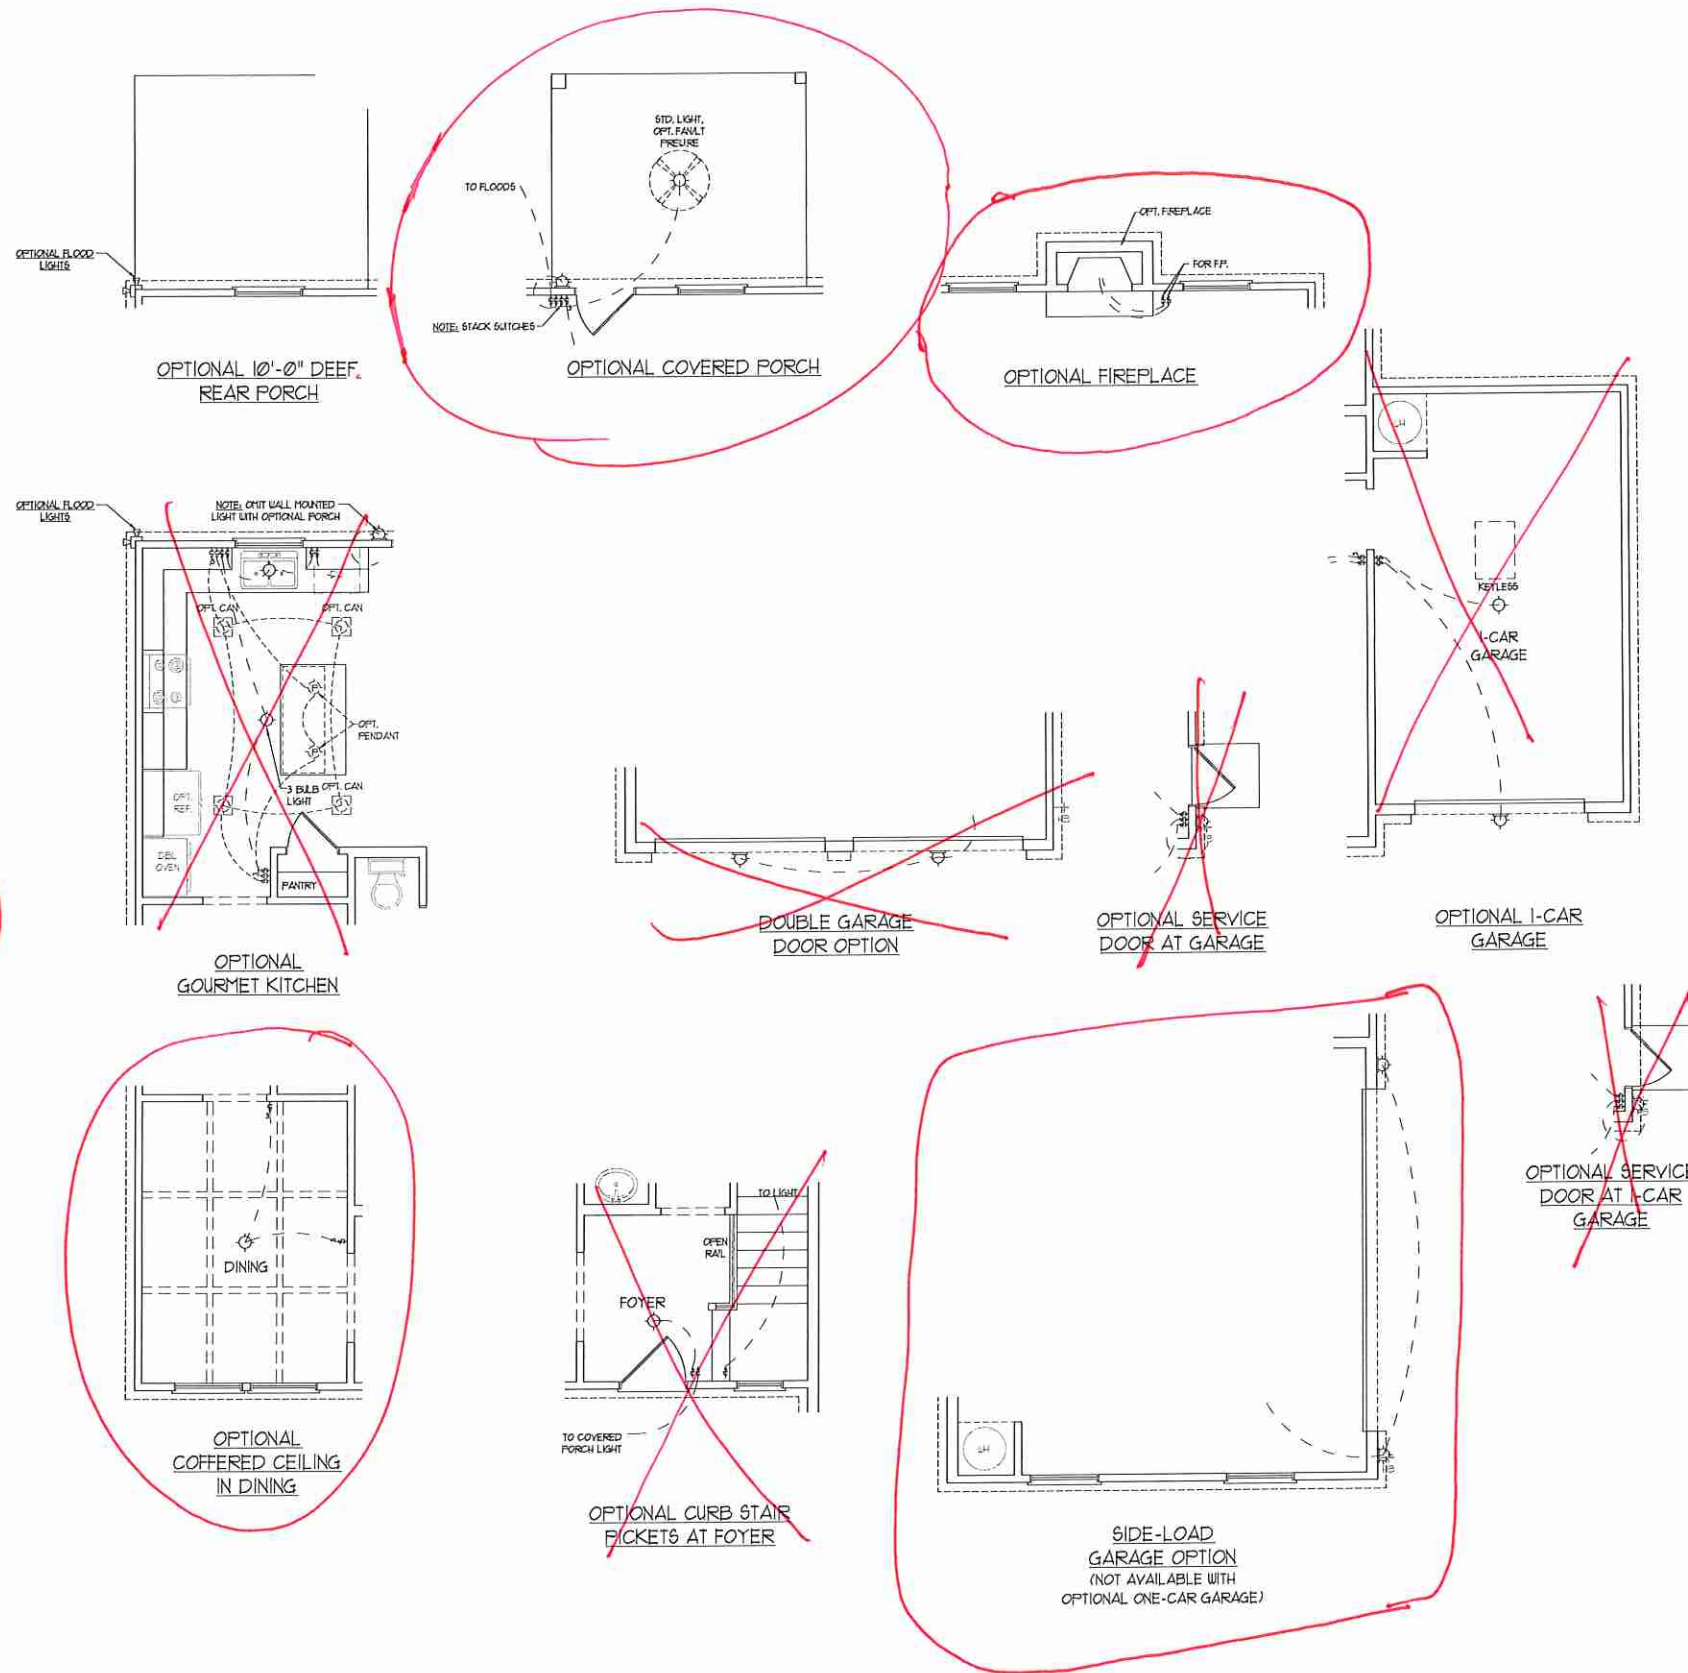 STD. LIGHT,
OPT. FAN/LT
PREWIRE
TO FLOODS
OPT. FIREPLACE
OPTIONAL FLOOD
LIGHTS
FOR F.P.
NOTE: STACK SWITCHES
OPTIONAL 10'-0" DEEP
REAR PORCH
OPTIONAL COVERED PORCH
OPTIONAL FIREPLACE
WH
KEYLESS
1-CAR
GARAGE
OPTIONAL 1-CAR
GARAGE
OPTIONAL FLOOD
LIGHTS
NOTE: OMIT WALL MOUNTED
LIGHT WITH OPTIONAL PORCH
OPT. CAN
OPT. CAN
OPT.
PENDANT
3 BULB
LIGHT
OPT. CAN
OPT.
REF.
DBL
OVEN
PANTRY
OPTIONAL
GOURMET KITCHEN
DOUBLE GARAGE
DOOR OPTION
OPTIONAL SERVICE
DOOR AT GARAGE
DINING
OPTIONAL
COFFERED CEILING
IN DINING
TO LIGHT
OPEN
RAIL
FOYER
TO COVERED
PORCH LIGHT
OPTIONAL CURB STAIR
PICKETS AT FOYER
WH
SIDE-LOAD
GARAGE OPTION
(NOT AVAILABLE WITH
OPTIONAL ONE-CAR GARAGE)
OPTIONAL SERVICE
DOOR AT 1-CAR
GARAGE